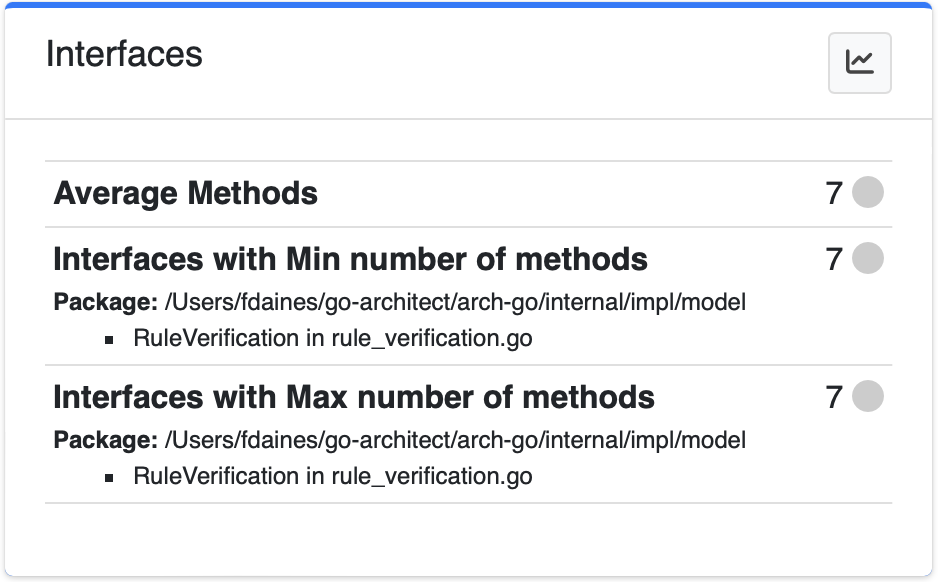 Interfaces
Average Methods 7
Interfaces with Min number of methods 7
Package: /Users/fdaines/go-architect/arch-go/internal/impl/model
▪ RuleVerification in rule_verification.go
Interfaces with Max number of methods 7
Package: /Users/fdaines/go-architect/arch-go/internal/impl/model
▪ RuleVerification in rule_verification.go